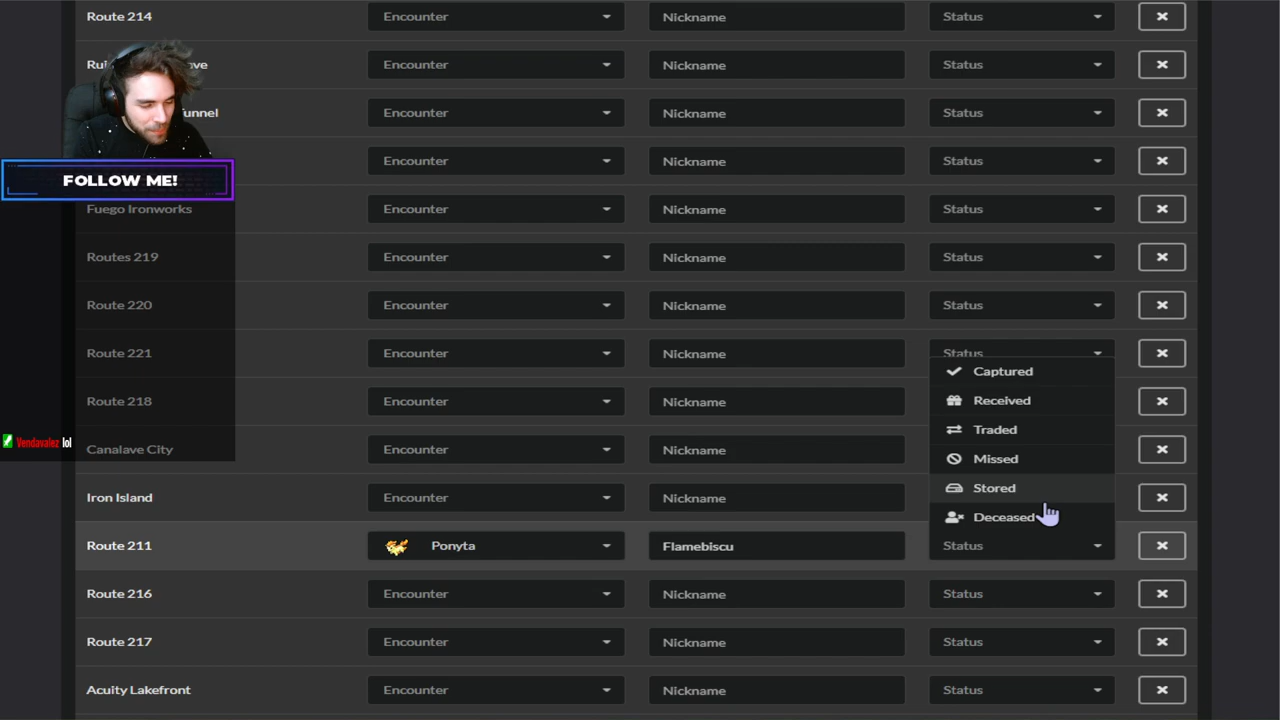 Route 214 Encounter Nickname Status
Encounter Nickname Status
Encounter Nickname Status
Encounter Nickname Status
FOLLOW ME!
Fuego Ironworks Encounter Nickname Status
Routes 219 Encounter Nickname Status
Route 220 Encounter Nickname Status
Route 221 Encounter Nickname Status
Captured
Received
Traded
Missed
Stored
Deceased
Route 218 Encounter Nickname
Vendavalez lol
Canalave City Encounter Nickname
Iron Island Encounter Nickname
Route 211 Ponyta Flamebiscu Status
Route 216 Encounter Nickname Status
Route 217 Encounter Nickname Status
Acuity Lakefront Encounter Nickname Status